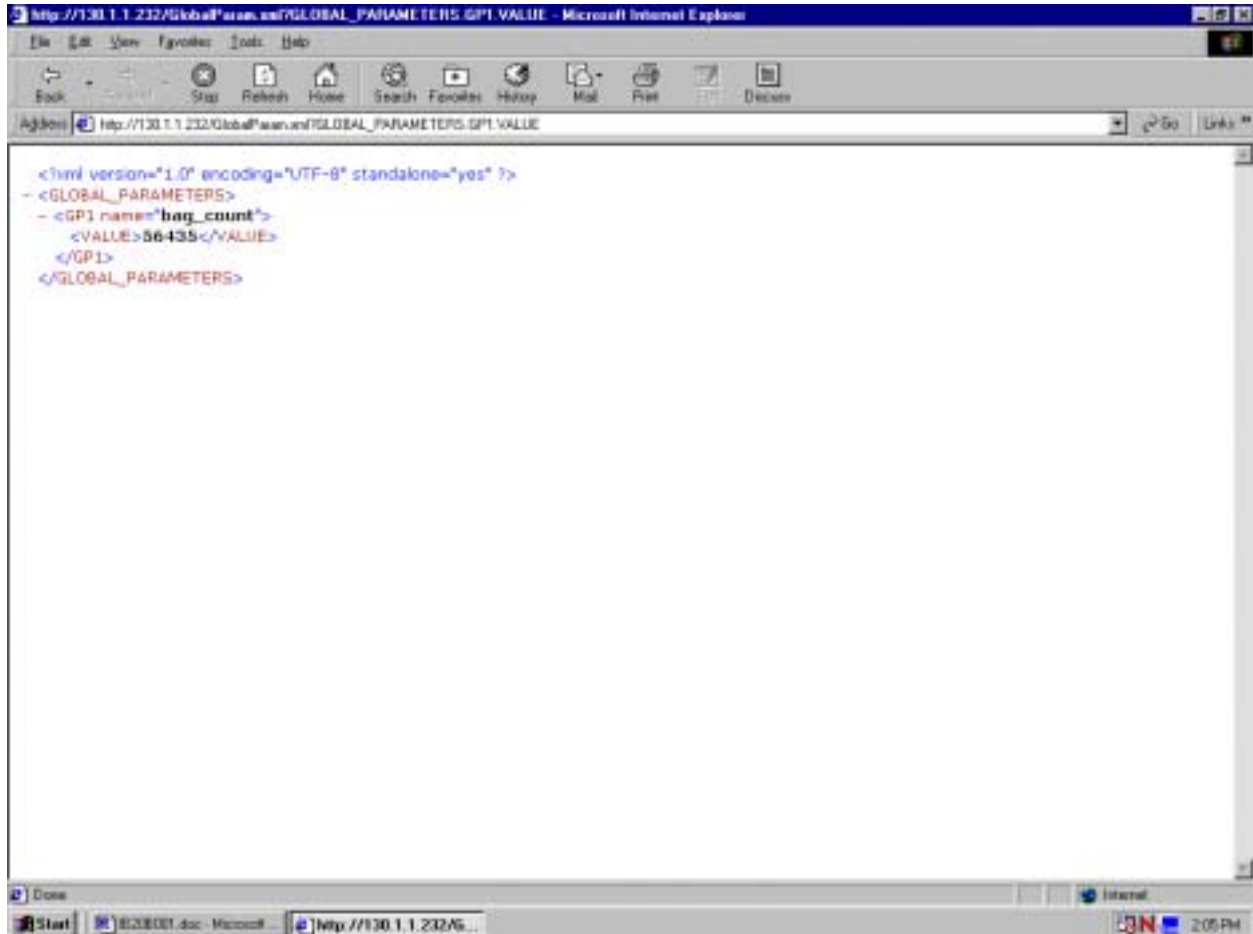 http://130.1.1.232/GlobalParam.xml?GLOBAL_PARAMETERS.GP1.VALUE - Microsoft Internet Explorer
File Edit View Favorites Tools Help
Back Stop Refresh Home Search Favorites History Mail Print Edit Discuss
Address http://130.1.1.232/GlobalParam.xml?GLOBAL_PARAMETERS.GP1.VALUE Go Links »
<?xml version="1.0" encoding="UTF-8" standalone="yes" ?>
- <GLOBAL_PARAMETERS>
- <GP1 name="bag_count">
<VALUE>56435</VALUE>
</GP1>
</GLOBAL_PARAMETERS>
Done Internet
Start .doc - Microsoft ... http://130.1.1.232/G... 2:05 PM